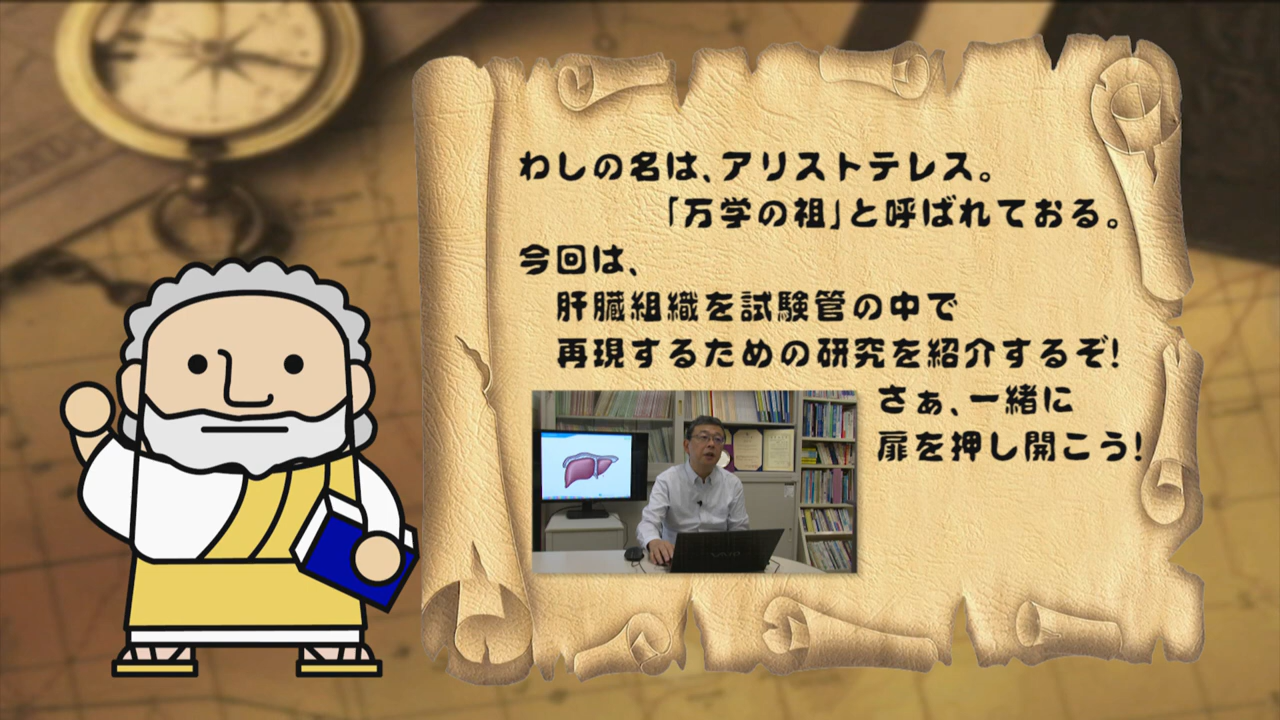 わしの名は、アリストテレス。
「万学の祖」と呼ばれておる。
今回は、
肝臓組織を試験管の中で
再現するための研究を紹介するぞ!
さぁ、一緒に
扉を押し開こう!
VAIO